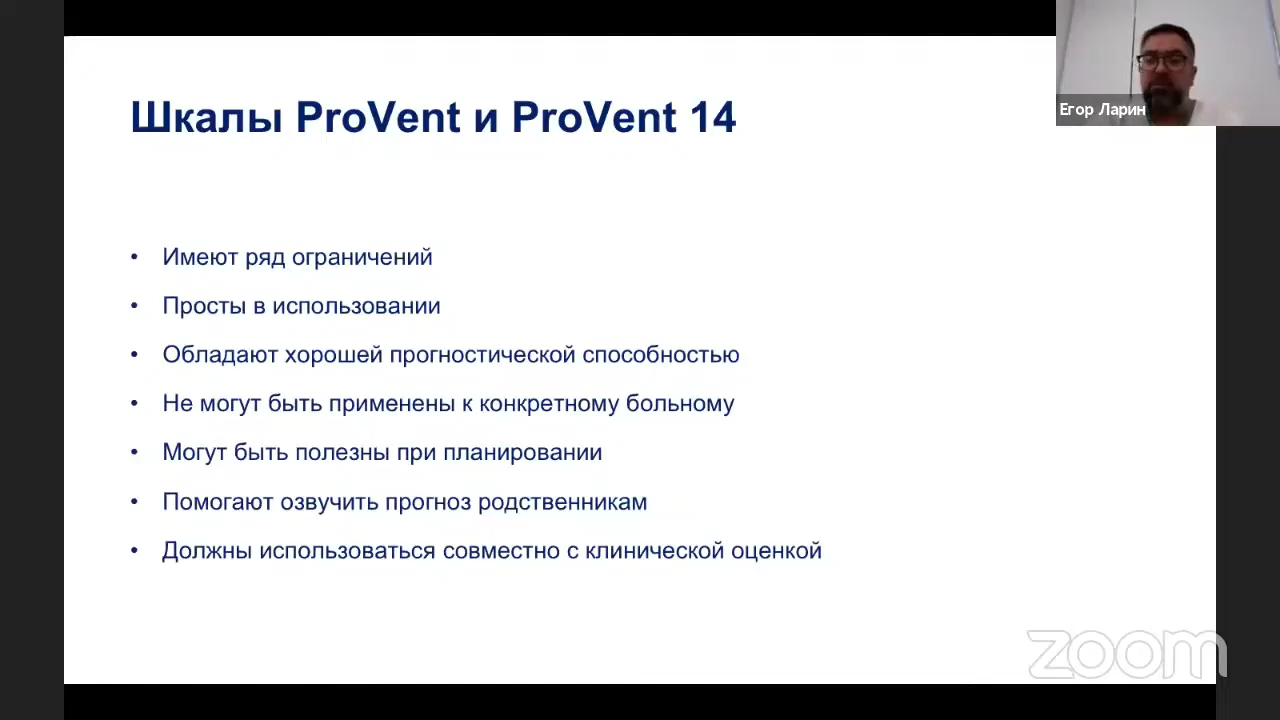 Шкалы ProVent и ProVent 14
Егор Ларин
• Имеют ряд ограничений
• Просты в использовании
• Обладают хорошей прогностической способностью
• Не могут быть применены к конкретному больному
• Могут быть полезны при планировании
• Помогают озвучить прогноз родственникам
• Должны использоваться совместно с клинической оценкой
zoom